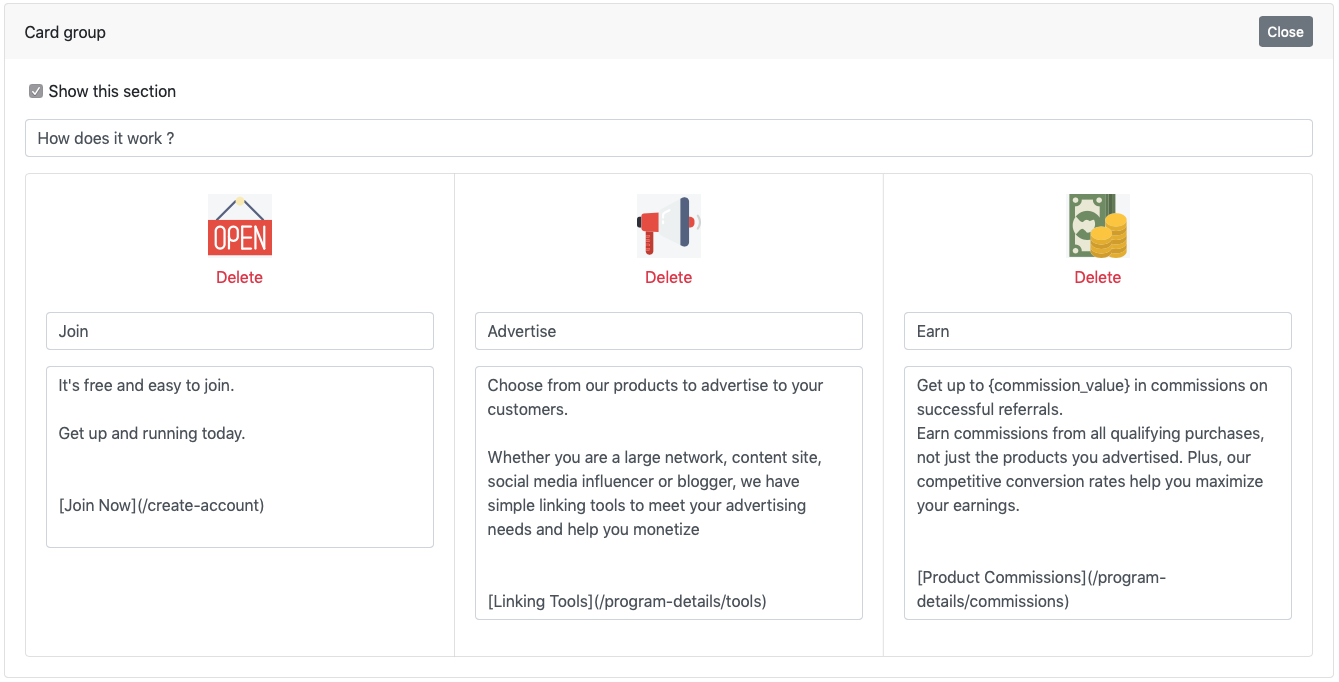 Card group
Close
Show this section
How does it work ?
OPEN
Delete
Join
It's free and easy to join.
Get up and running today.
[Join Now](/create-account)
Delete
Advertise
Choose from our products to advertise to your
customers.
Whether you are a large network, content site,
social media influencer or blogger, we have
simple linking tools to meet your advertising
needs and help you monetize
[Linking Tools](/program-details/tools)
Delete
Earn
Get up to {commission_value} in commissions on
successful referrals.
Earn commissions from all qualifying purchases,
not just the products you advertised. Plus, our
competitive conversion rates help you maximize
your earnings.
[Product Commissions](/program-
details/commissions)